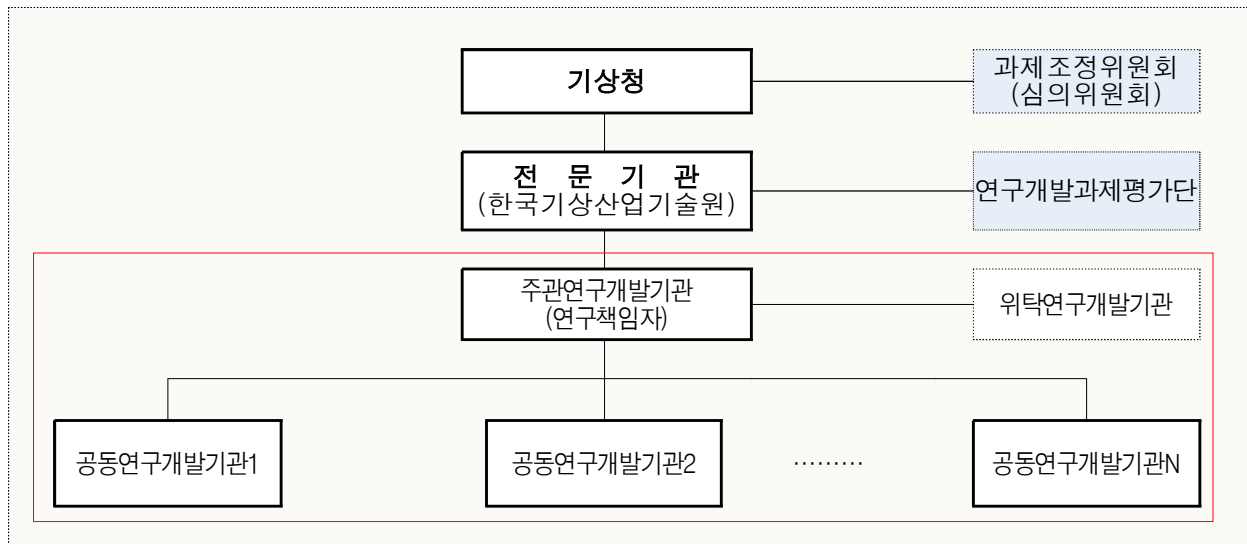 기상청
과제조정위원회
(심의위원회)
전 문 기 관
(한국기상산업기술원)
연구개발과제평가단
주관연구개발기관
(연구책임자)
위탁연구개발기관
공동연구개발기관1
공동연구개발기관2
………
공동연구개발기관N